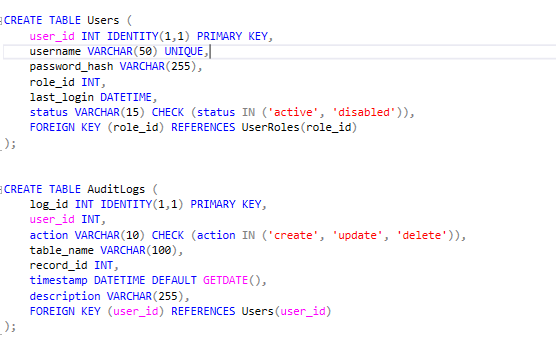 CREATE TABLE Users (
    user_id INT IDENTITY(1,1) PRIMARY KEY,
    username VARCHAR(50) UNIQUE,
    password_hash VARCHAR(255),
    role_id INT,
    last_login DATETIME,
    status VARCHAR(15) CHECK (status IN ('active', 'disabled')),
    FOREIGN KEY (role_id) REFERENCES UserRoles(role_id)
);
CREATE TABLE AuditLogs (
    log_id INT IDENTITY(1,1) PRIMARY KEY,
    user_id INT,
    action VARCHAR(10) CHECK (action IN ('create', 'update', 'delete')),
    table_name VARCHAR(100),
    record_id INT,
    timestamp DATETIME DEFAULT GETDATE(),
    description VARCHAR(255),
    FOREIGN KEY (user_id) REFERENCES Users(user_id)
);